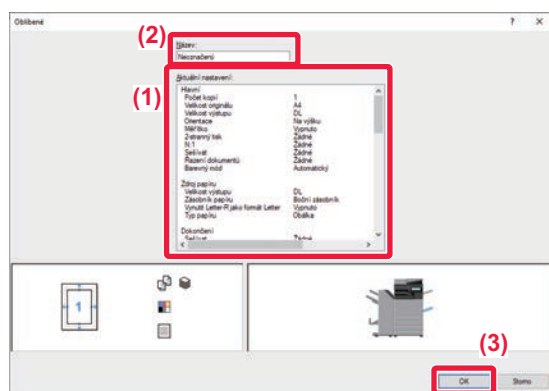 Oblíbené ? ×
(2)
Název:
Neoznačený
(1)
Aktuální nastavení:
Hlavní
Počet kopií 1
Velikost originálu A4
Velikost výstupu DL
Orientace Na výšku
Měřítko Vypnuto
2-stranný tisk Žádné
N:1 Žádné
Sešívat Žádné
Řazení dokumentů Žádné
Barevný mód Automatický
Zdroj papíru
Velikost výstupu DL
Zásobník papíru Boční zásobník
Vynutit Letter-R jako formát Letter Vypnuto
Typ papíru Obálka
Dokončení
Sešívat Žádné
1
(3)
OK Storno